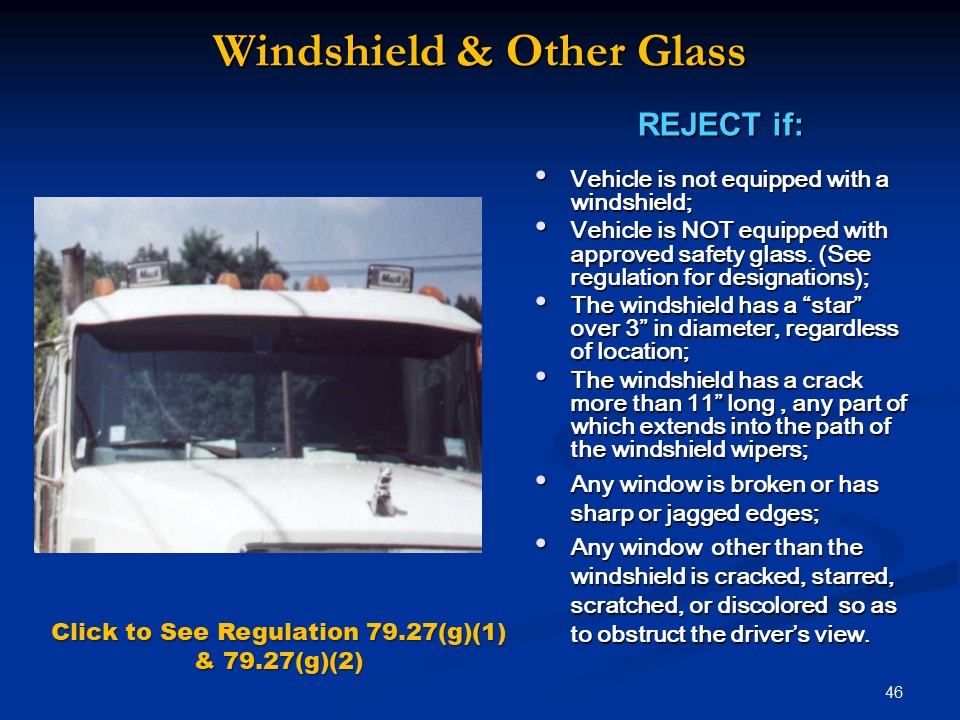 Windshield & Other Glass
REJECT if:
• Vehicle is not equipped with a
windshield;
• Vehicle is NOT equipped with
approved safety glass. (See
regulation for designations);
• The windshield has a “star”
over 3” in diameter, regardless
of location;
• The windshield has a crack
more than 11” long , any part of
which extends into the path of
the windshield wipers;
• Any window is broken or has
sharp or jagged edges;
• Any window other than the
windshield is cracked, starred,
scratched, or discolored so as
to obstruct the driver’s view.
Mack
Mack
Click to See Regulation 79.27(g)(1)
& 79.27(g)(2)
46